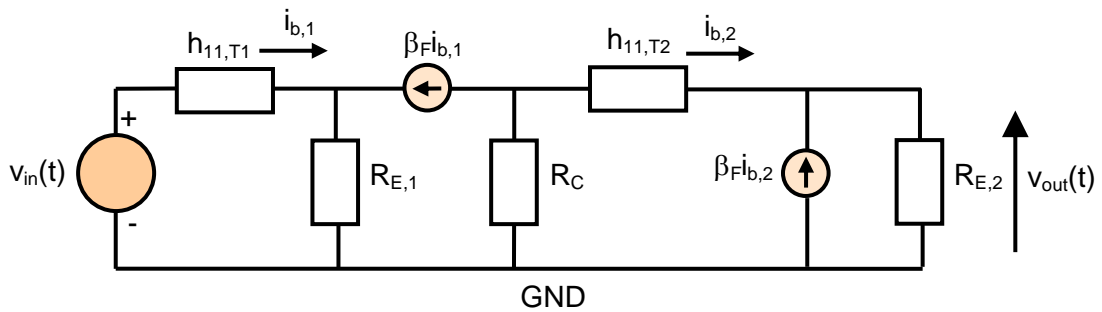 h11,T1
ib,1
βFib,1
h11,T2
ib,2
+
vin(t)
-
RE,1
RC
βFib,2
RE,2
vout(t)
GND